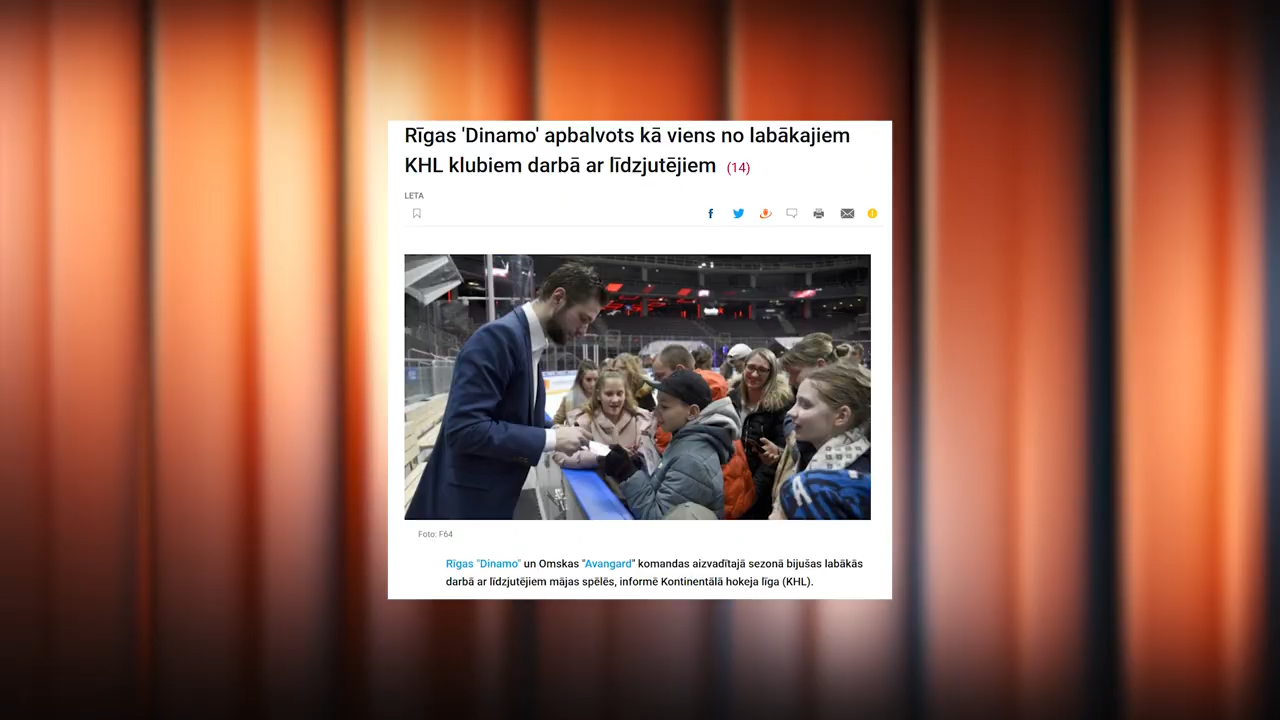 Rīgas 'Dinamo' apbalvots kā viens no labākajiem
KHL klubiem darbā ar līdzjutējiem (14)
LETA
Foto: F64
Rīgas "Dinamo" un Omskas "Avangard" komandas aizvadītajā sezonā bijušas labākās
darbā ar līdzjutējiem mājas spēlēs, informē Kontinentālā hokeja līga (KHL).